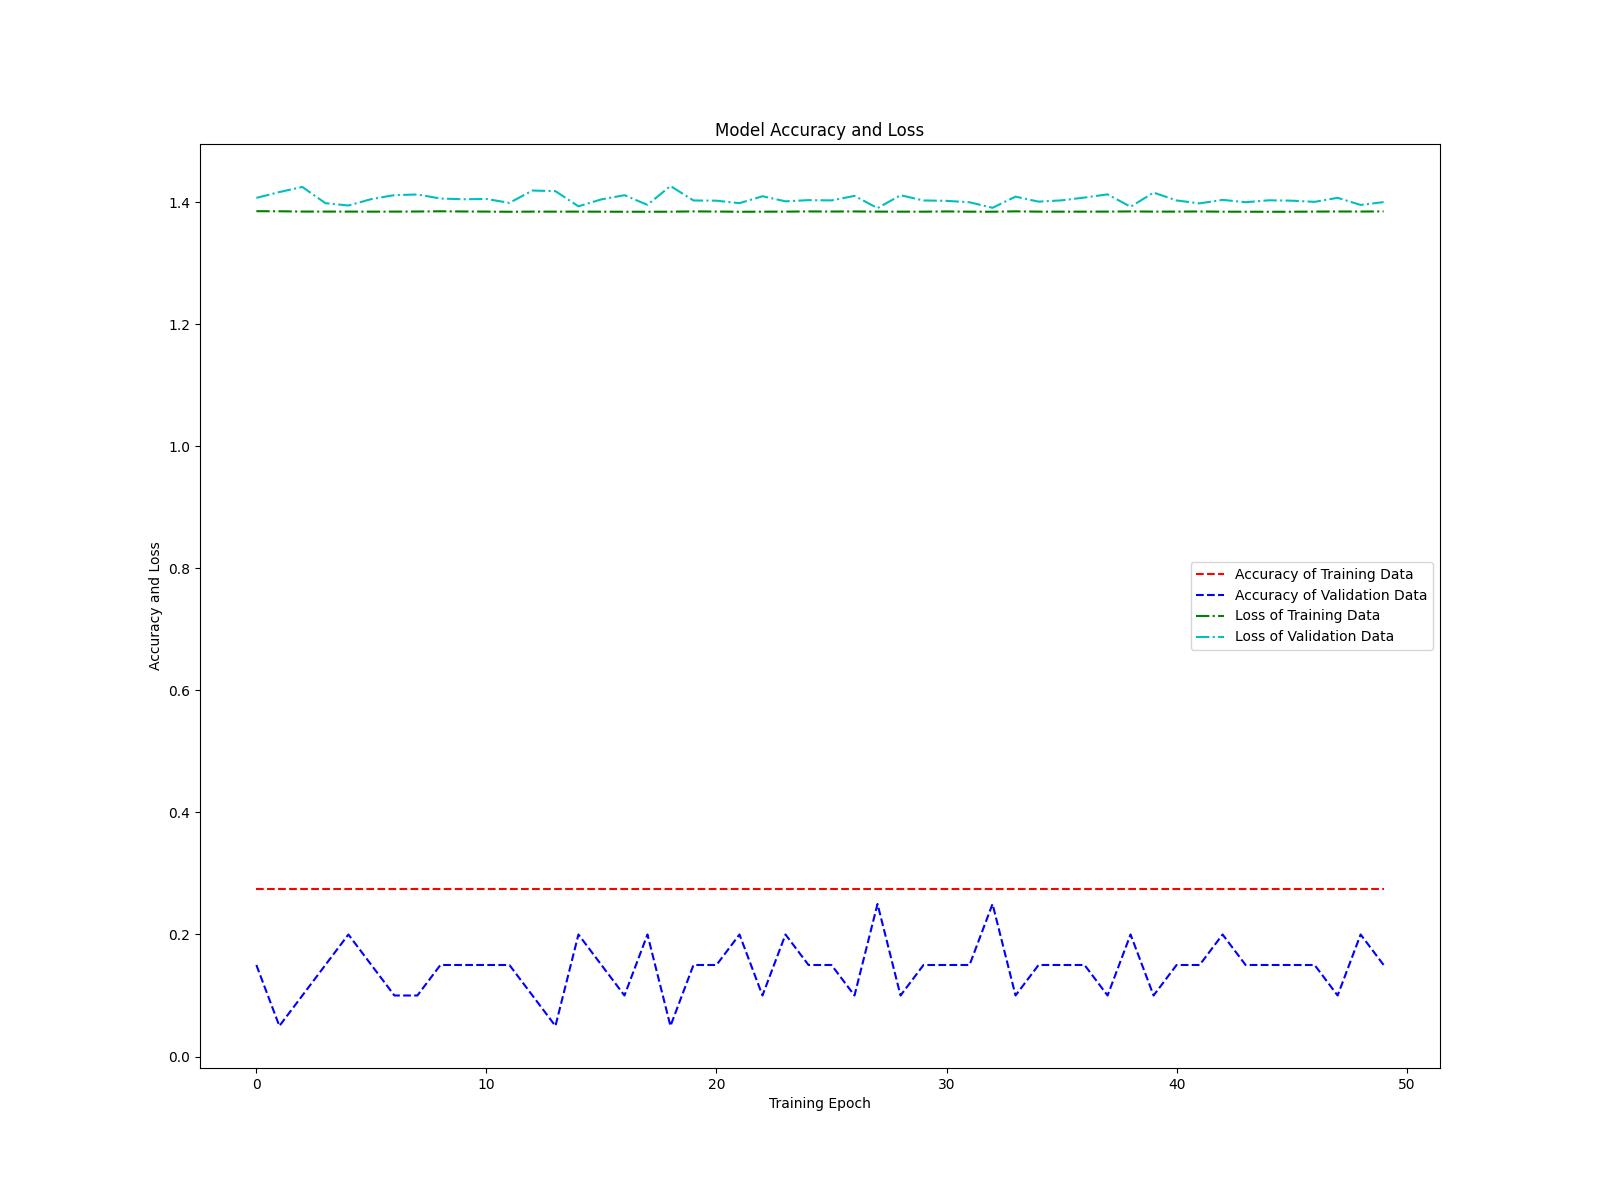 Model Accuracy and Loss
1.4
1.2
1.0
0.8
0.6
0.4
0.2
0.0
Accuracy and Loss
Accuracy of Training Data
Accuracy of Validation Data
Loss of Training Data
Loss of Validation Data
0 10 20 30 40 50
Training Epoch